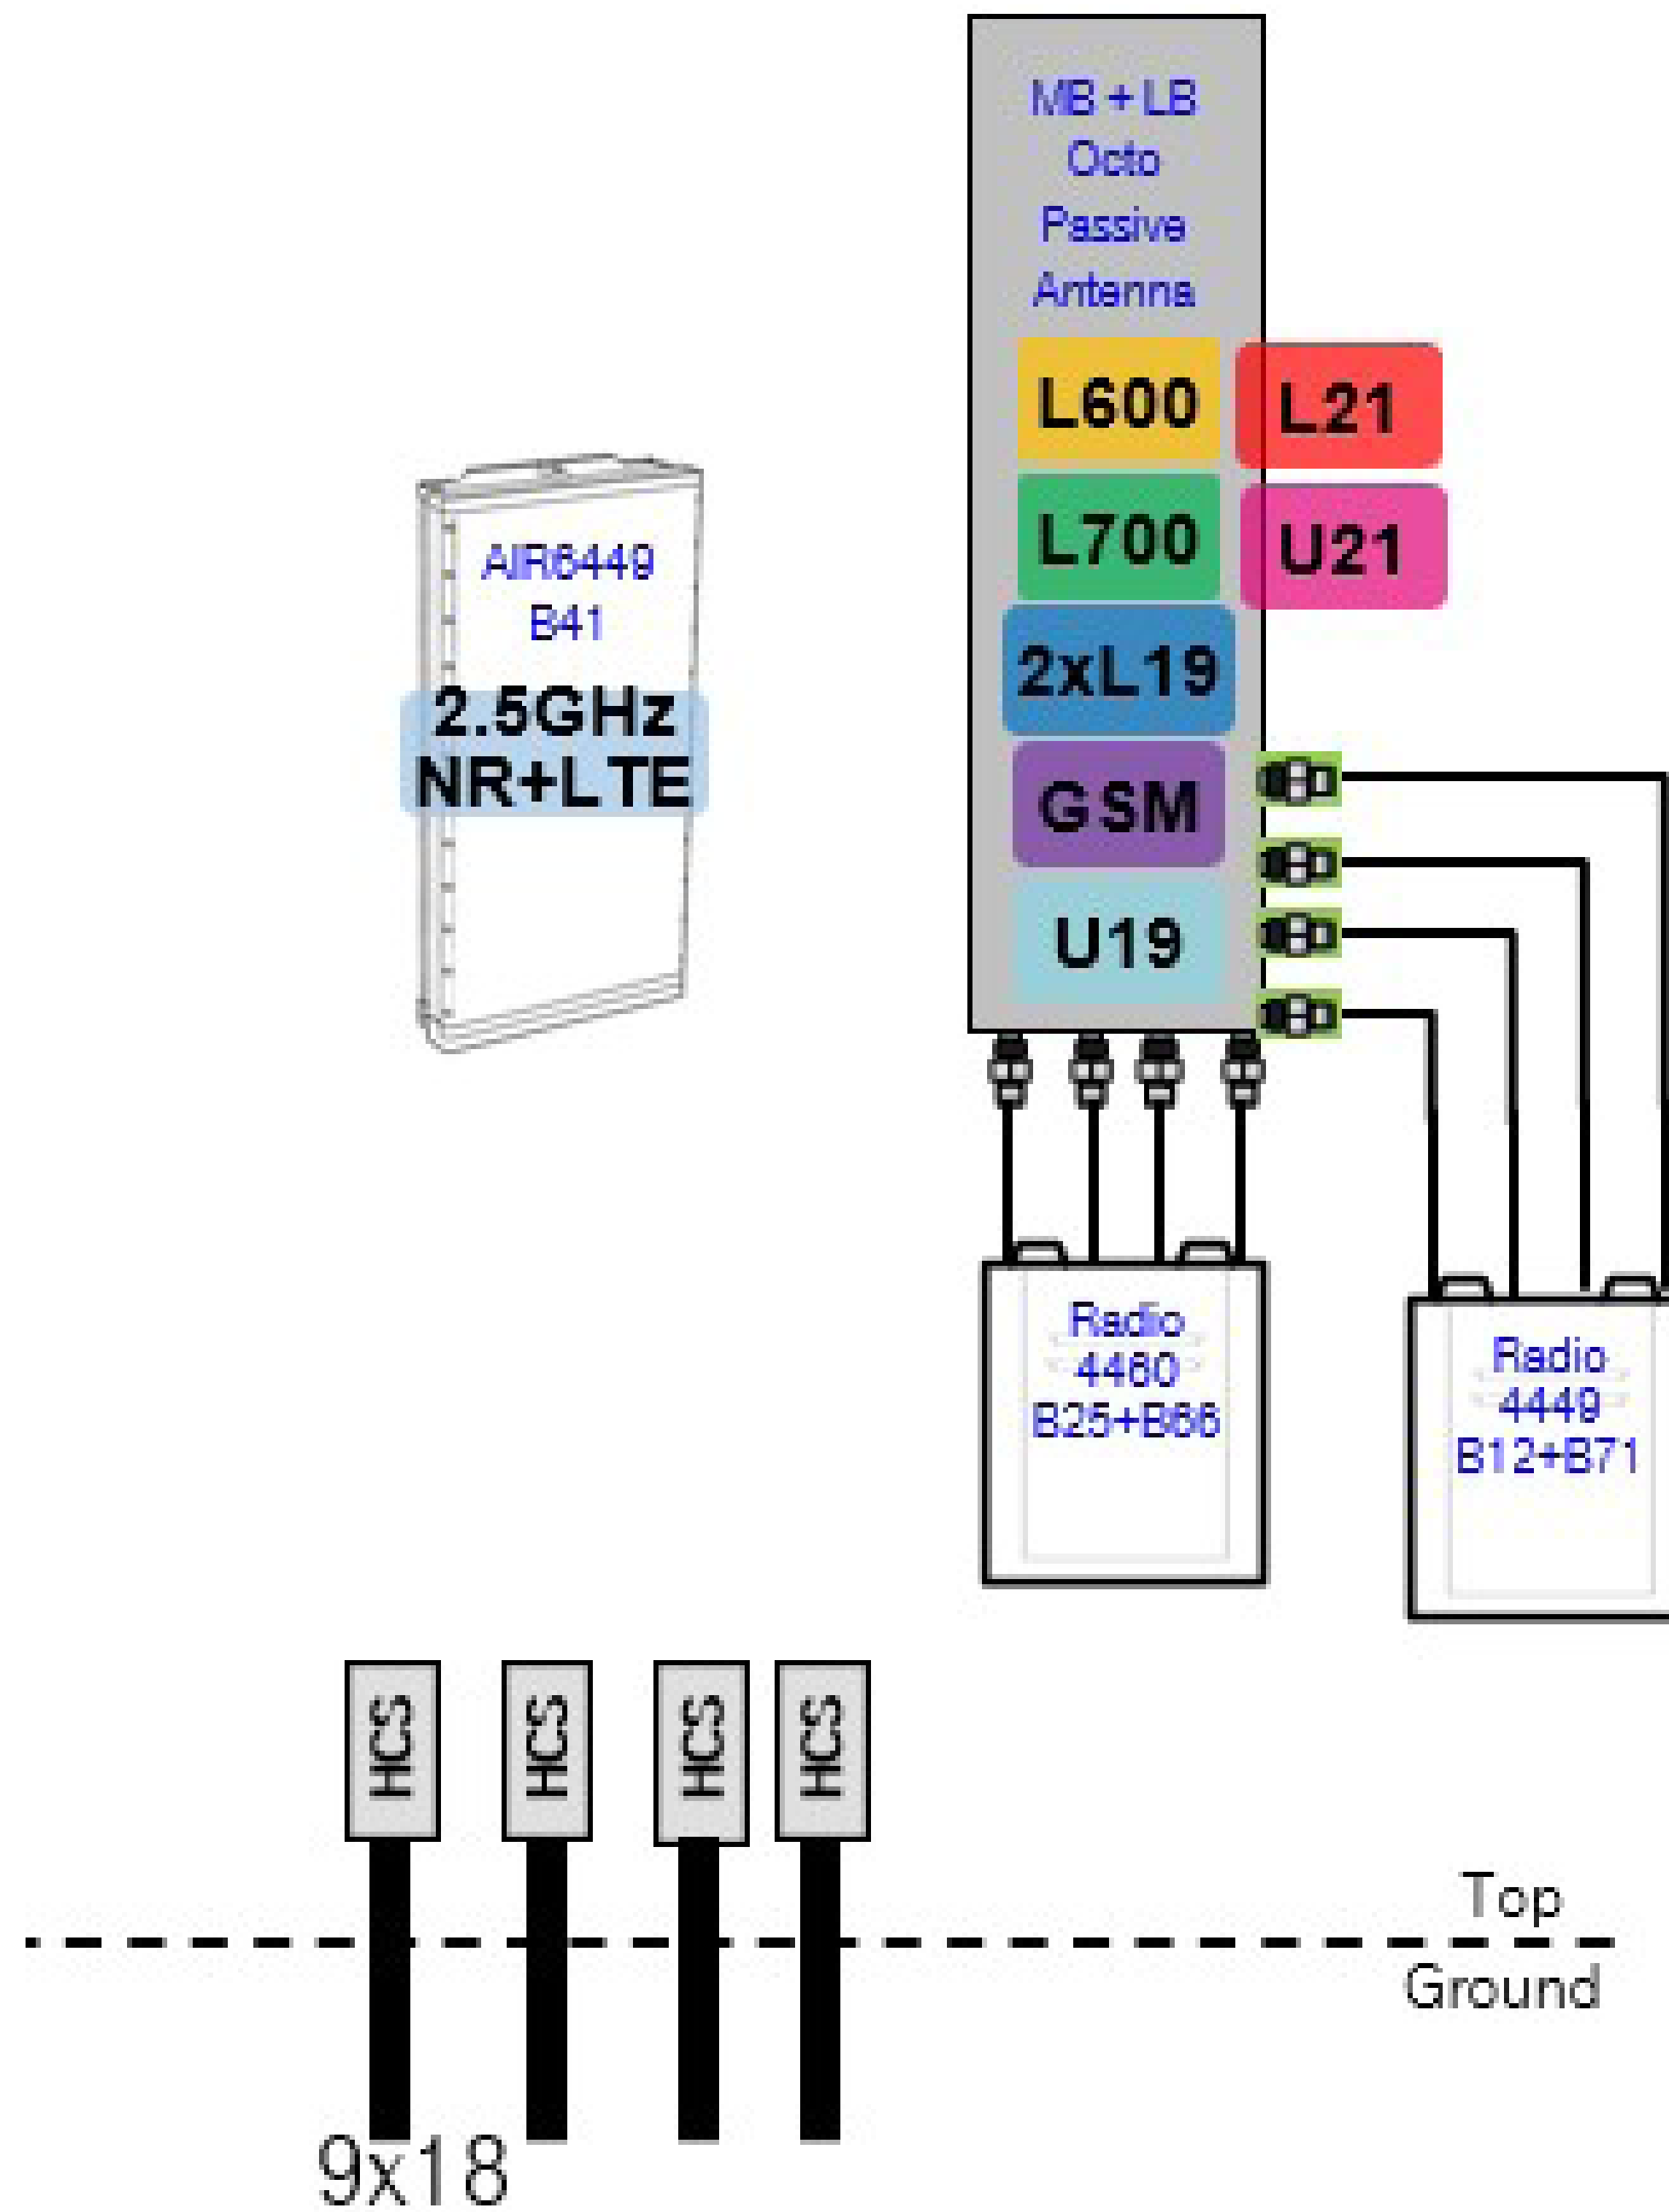 MB + LB
Octo
Passive
Antenna
L600
L21
L700
U21
2xL19
GSM
U19
AIR6449
B41
2.5GHz
NR+LTE
Radio
4460
B25+B66
Radio
4449
B12+B71
HCS
HCS
HCS
HCS
Top
Ground
9x18